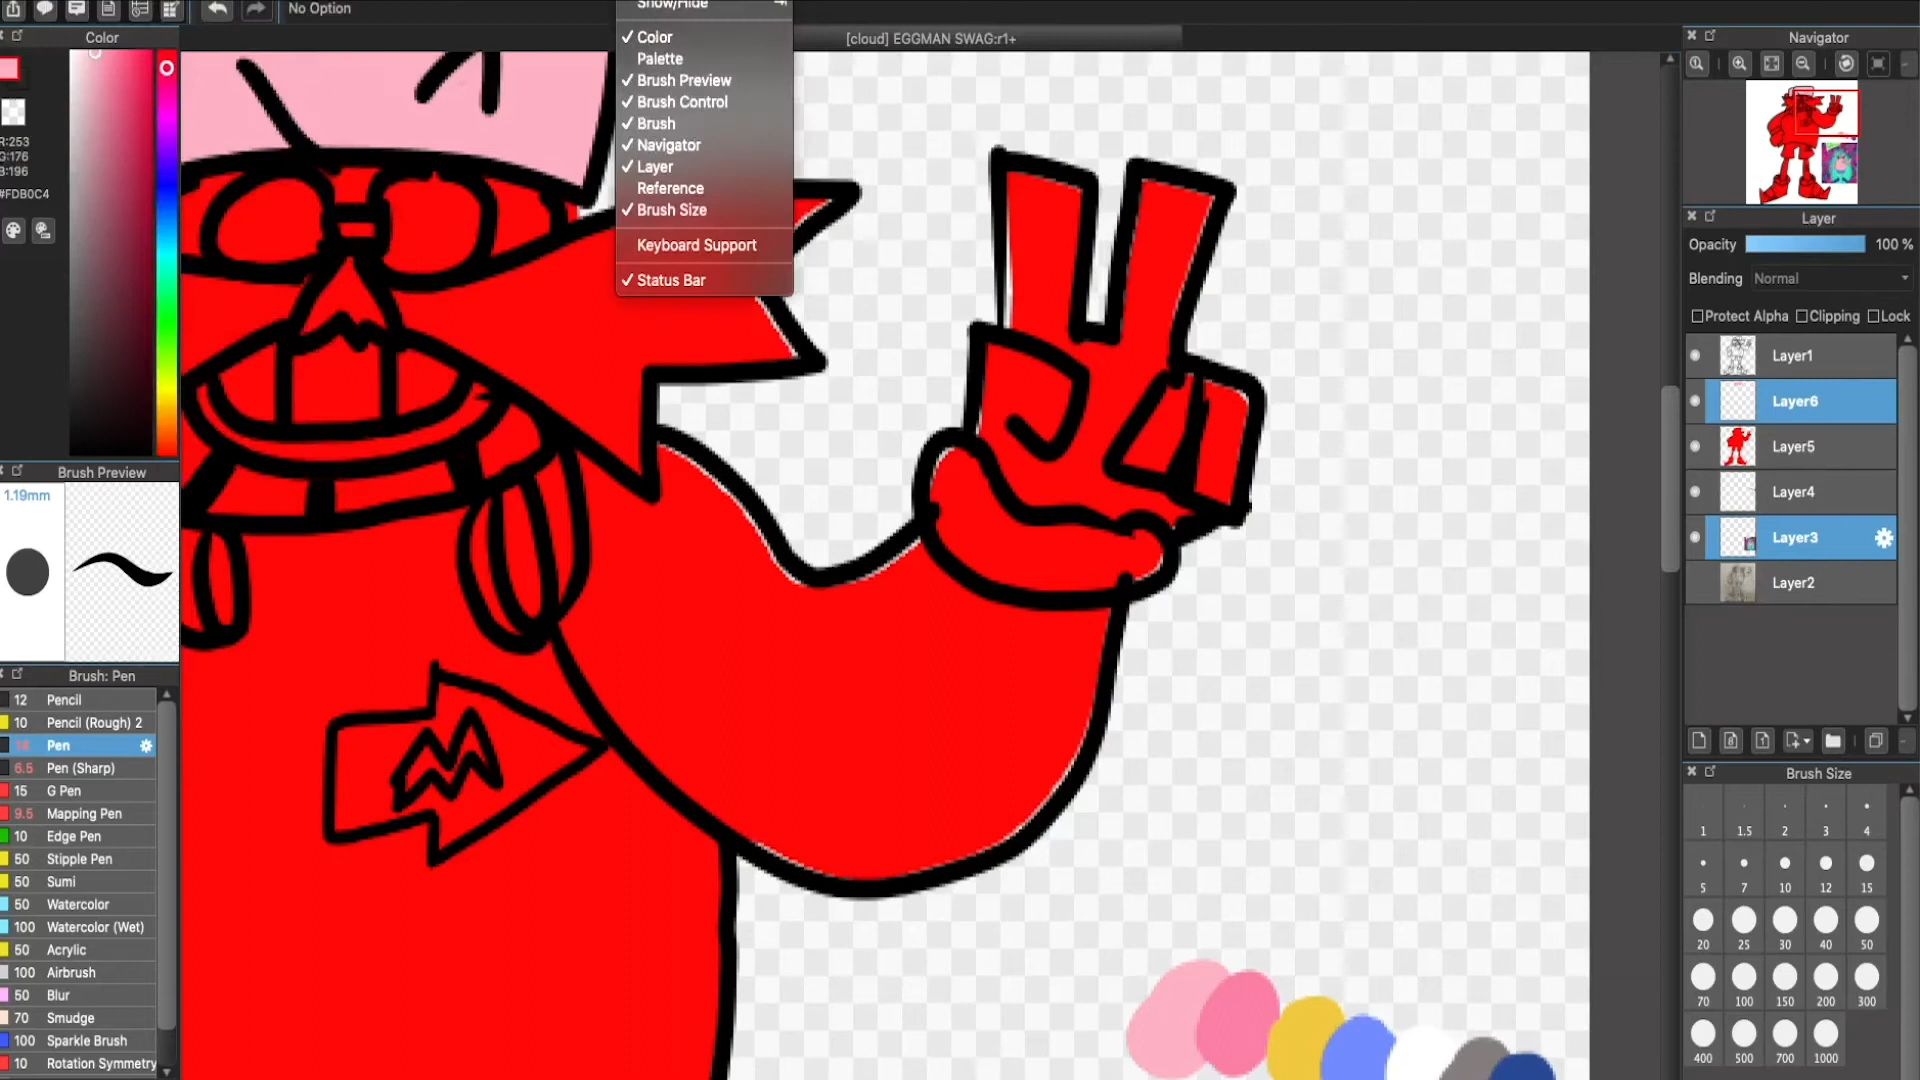 No Option
Show/Hide
Color
Palette
Brush Preview
Brush Control
Brush
Navigator
Layer
Reference
Brush Size
Keyboard Support
Status Bar
[cloud] EGGMAN SWAG:r1+
Color
R:253
G:176
B:196
#FDB0C4
Brush Preview
1.19mm
Brush: Pen
12 Pencil
10 Pencil (Rough) 2
14 Pen
6.5 Pen (Sharp)
15 G Pen
9.5 Mapping Pen
10 Edge Pen
50 Stipple Pen
50 Sumi
50 Watercolor
100 Watercolor (Wet)
50 Acrylic
100 Airbrush
50 Blur
70 Smudge
100 Sparkle Brush
10 Rotation Symmetry
Navigator
Layer
Opacity 100 %
Blending Normal
Protect Alpha Clipping Lock
Layer1
Layer6
Layer5
Layer4
Layer3
Layer2
Brush Size
1 1.5 2 3 4
5 7 10 12 15
20 25 30 40 50
70 100 150 200 300
400 500 700 1000